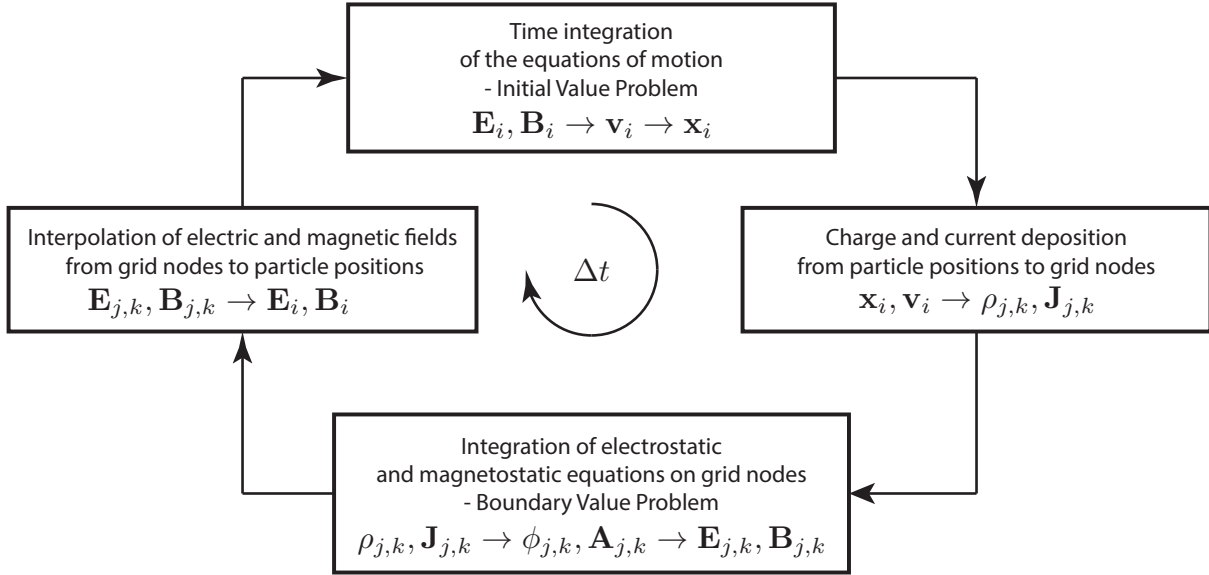 Time integration
of the equations of motion
- Initial Value Problem
E_i, B_i → v_i → x_i
Interpolation of electric and magnetic fields
from grid nodes to particle positions
E_{j,k}, B_{j,k} → E_i, B_i
Δt
Charge and current deposition
from particle positions to grid nodes
x_i, v_i → ρ_{j,k}, J_{j,k}
Integration of electrostatic
and magnetostatic equations on grid nodes
- Boundary Value Problem
ρ_{j,k}, J_{j,k} → ϕ_{j,k}, A_{j,k} → E_{j,k}, B_{j,k}